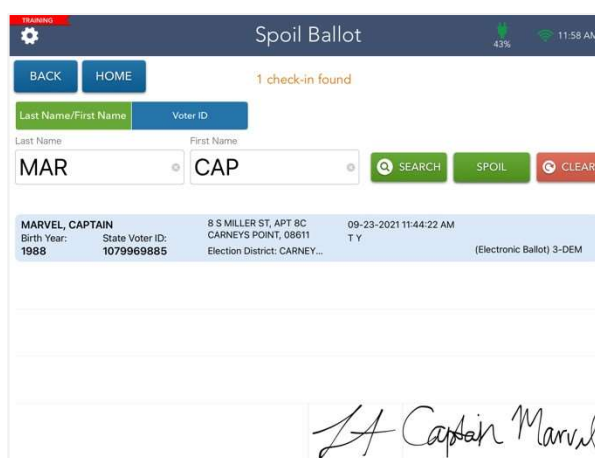 TRAINING
Spoil Ballot
43%
11:58 AM
BACK
HOME
1 check-in found
Last Name/First Name
Voter ID
Last Name
First Name
MAR
CAP
SEARCH
SPOIL
CLEAR
MARVEL, CAPTAIN
8 S MILLER ST, APT 8C
09-23-2021 11:44:22 AM
Birth Year:
State Voter ID:
CARNEYS POINT, 08611
T Y
1988
1079969885
Election District: CARNEY...
(Electronic Ballot) 3-DEM
Captain Marvel